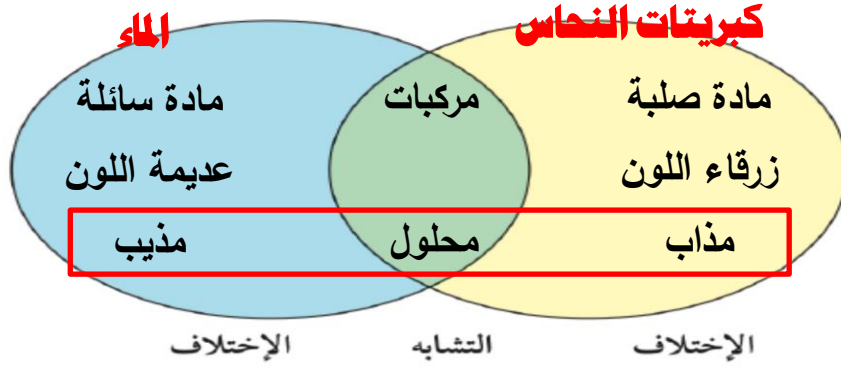 كبريتات النحاس الماء
مادة صلبة مركبات مادة سائلة
زرقاء اللون عديمة اللون
مذاب محلول مذيب
الإختلاف التشابه الإختلاف